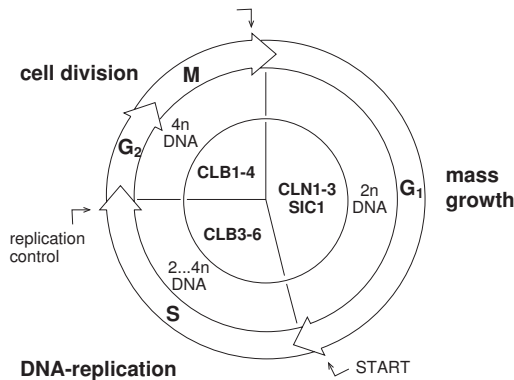 cell division
M
4n
DNA
G₂
CLB1-4
CLN1-3
SIC1
2n
DNA
G₁
mass
growth
replication
control
CLB3-6
2...4n
DNA
S
DNA-replication
START